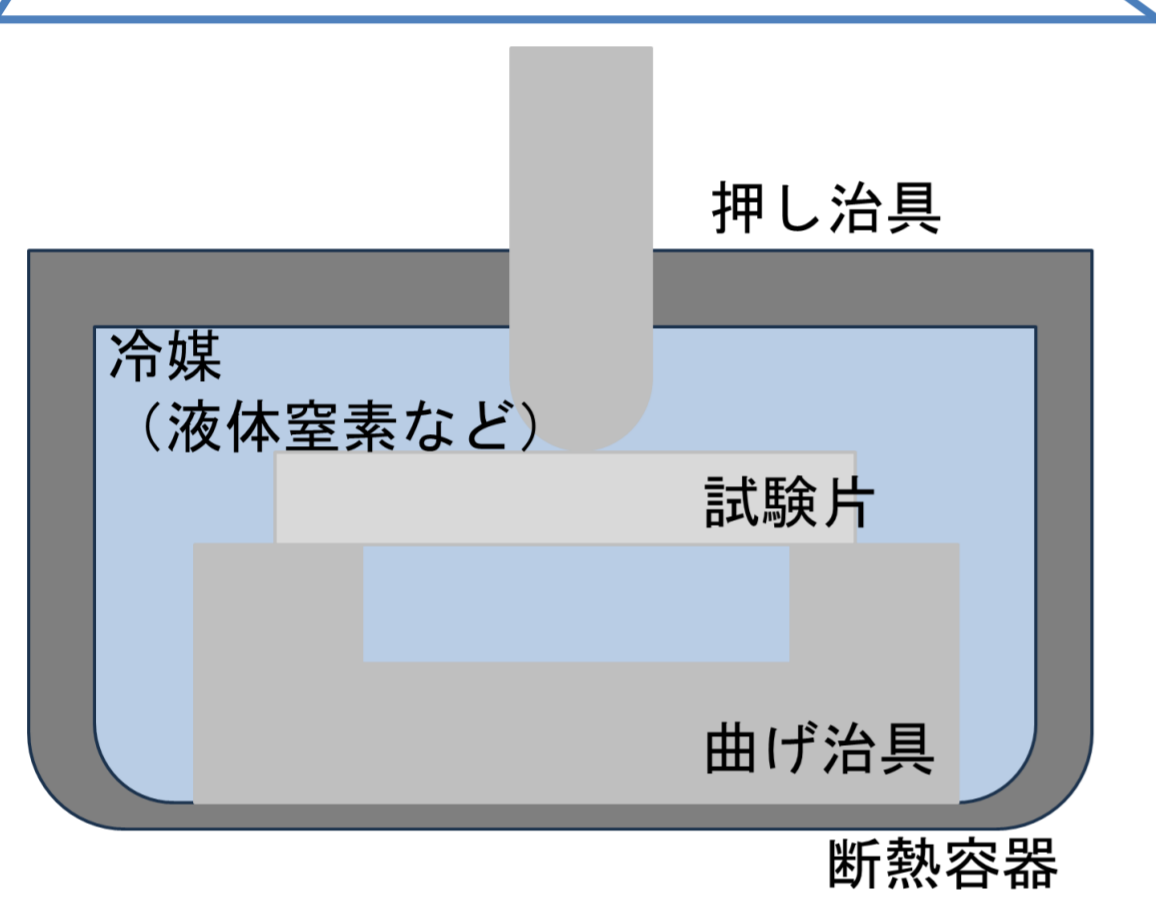 押し治具
冷媒
（液体窒素など）
試験片
曲げ治具
断熱容器